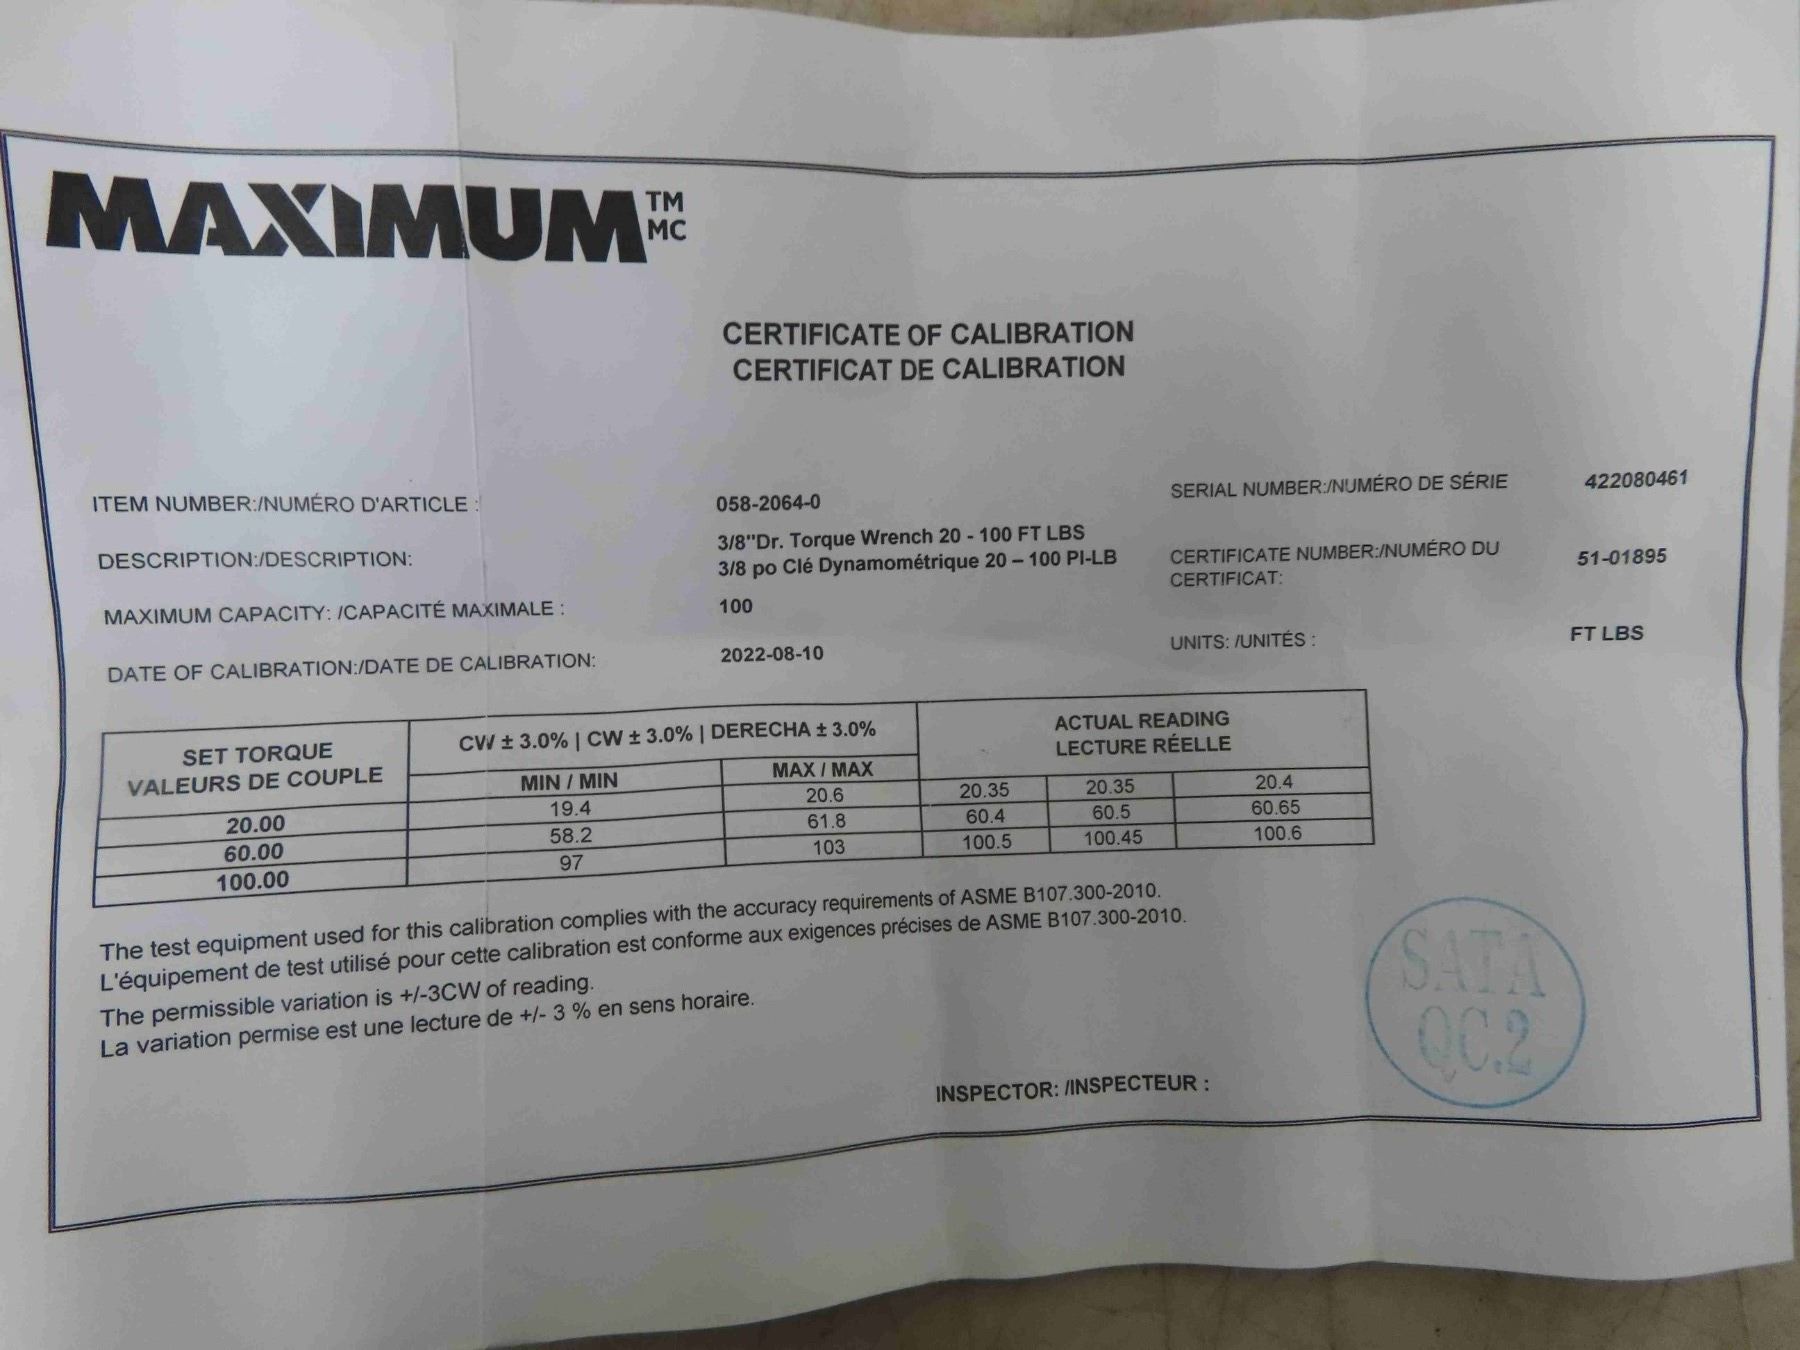 MAXIMUM TM MC
CERTIFICATE OF CALIBRATION
CERTIFICAT DE CALIBRATION
ITEM NUMBER:/NUMÉRO D'ARTICLE : 058-2064-0
SERIAL NUMBER:/NUMÉRO DE SÉRIE 422080461
DESCRIPTION:/DESCRIPTION: 3/8"Dr. Torque Wrench 20 - 100 FT LBS
3/8 po Clé Dynamométrique 20 – 100 PI-LB
CERTIFICATE NUMBER:/NUMÉRO DU
CERTIFICAT: 51-01895
MAXIMUM CAPACITY: /CAPACITÉ MAXIMALE : 100
UNITS: /UNITÉS : FT LBS
DATE OF CALIBRATION:/DATE DE CALIBRATION: 2022-08-10
SET TORQUE
VALEURS DE COUPLE
CW ± 3.0% | CW ± 3.0% | DERECHA ± 3.0%
ACTUAL READING
LECTURE RÉELLE
MIN / MIN MAX / MAX
20.00 19.4 20.6 20.35 20.35 20.4
60.00 58.2 61.8 60.4 60.5 60.65
100.00 97 103 100.5 100.45 100.6
The test equipment used for this calibration complies with the accuracy requirements of ASME B107.300-2010.
L'équipement de test utilisé pour cette calibration est conforme aux exigences précises de ASME B107.300-2010.
The permissible variation is +/-3CW of reading.
La variation permise est une lecture de +/- 3 % en sens horaire.
INSPECTOR: /INSPECTEUR :
SATA
QC.2